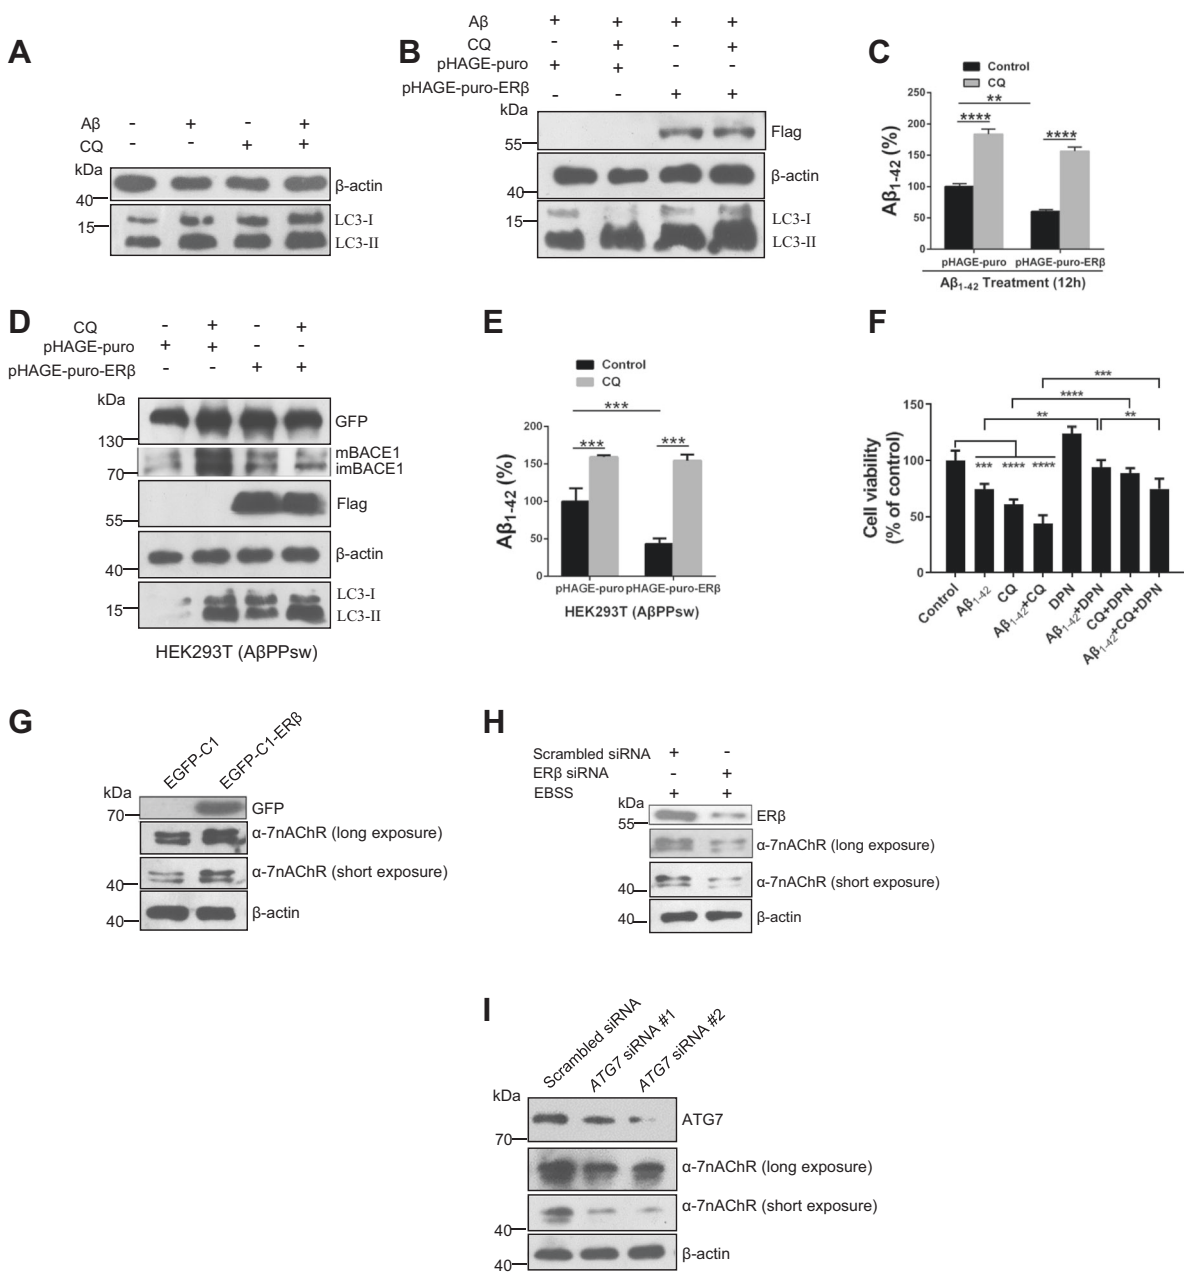 A
Aβ - + - +
CQ - - + +
kDa
40
β-actin
15
LC3-I
LC3-II
B
Aβ + + + +
CQ - + - +
pHAGE-puro + + - -
pHAGE-puro-ERβ - - + +
kDa
55
Flag
β-actin
40
15
LC3-I
LC3-II
C
Control
CQ
Aβ1-42 (%)
250
200
150
100
50
0
**
****
****
pHAGE-puro pHAGE-puro-ERβ
Aβ1-42 Treatment (12h)
D
CQ - + - +
pHAGE-puro + + - -
pHAGE-puro-ERβ - - + +
kDa
GFP
130
mBACE1
imBACE1
70
Flag
55
β-actin
40
LC3-I
15
LC3-II
HEK293T (AβPPsw)
E
Control
CQ
Aβ1-42 (%)
200
150
100
50
0
***
***
***
pHAGE-puro pHAGE-puro-ERβ
HEK293T (AβPPsw)
F
Cell viability
(% of control)
150
100
50
0
***
****
** **
*** **** ****
Control
Aβ1-42
CQ
Aβ1-42+CQ
DPN
Aβ1-42+DPN
CQ+DPN
Aβ1-42+CQ+DPN
G
EGFP-C1
EGFP-C1-ERβ
kDa
70
GFP
α-7nAChR (long exposure)
α-7nAChR (short exposure)
40
β-actin
40
H
Scrambled siRNA + -
ERβ siRNA - +
EBSS + +
kDa
55
ERβ
α-7nAChR (long exposure)
α-7nAChR (short exposure)
40
β-actin
40
I
Scrambled siRNA
ATG7 siRNA #1
ATG7 siRNA #2
kDa
ATG7
70
α-7nAChR (long exposure)
α-7nAChR (short exposure)
40
β-actin
40